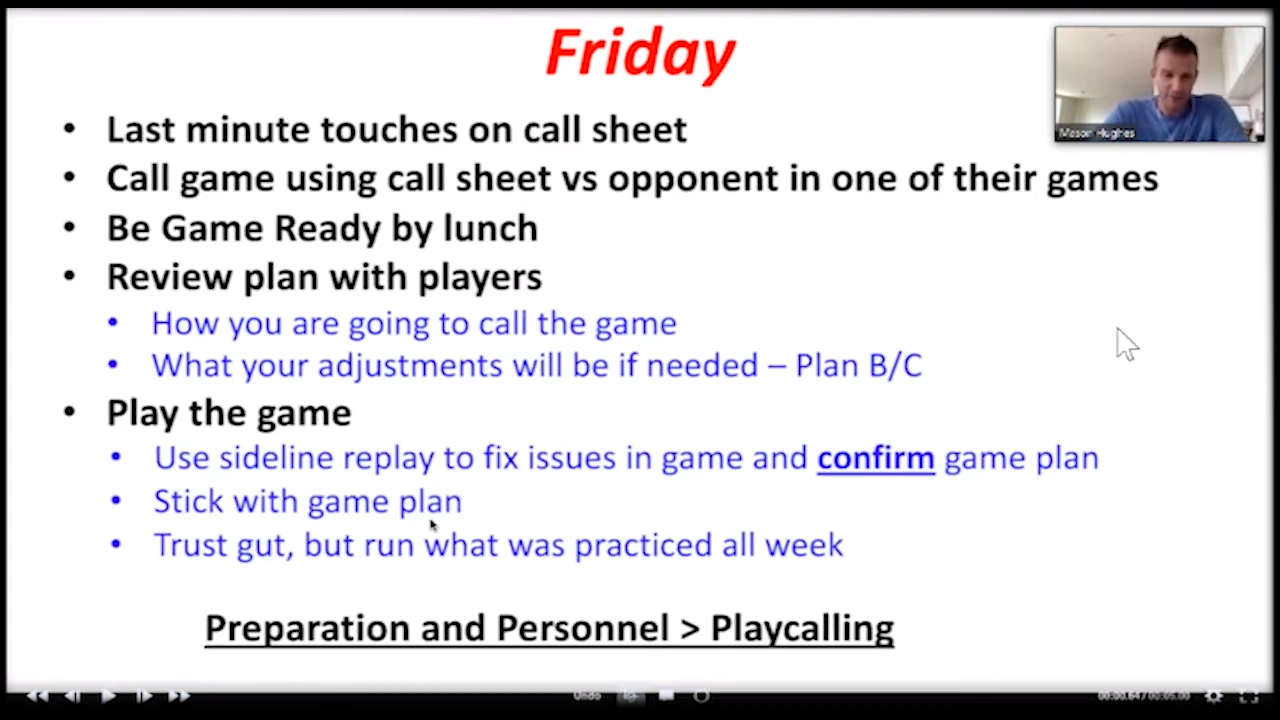 Friday
Mason Hughes
• Last minute touches on call sheet
• Call game using call sheet vs opponent in one of their games
• Be Game Ready by lunch
• Review plan with players
• How you are going to call the game
• What your adjustments will be if needed – Plan B/C
• Play the game
• Use sideline replay to fix issues in game and confirm game plan
• Stick with game plan
• Trust gut, but run what was practiced all week
Preparation and Personnel > Playcalling
Undo